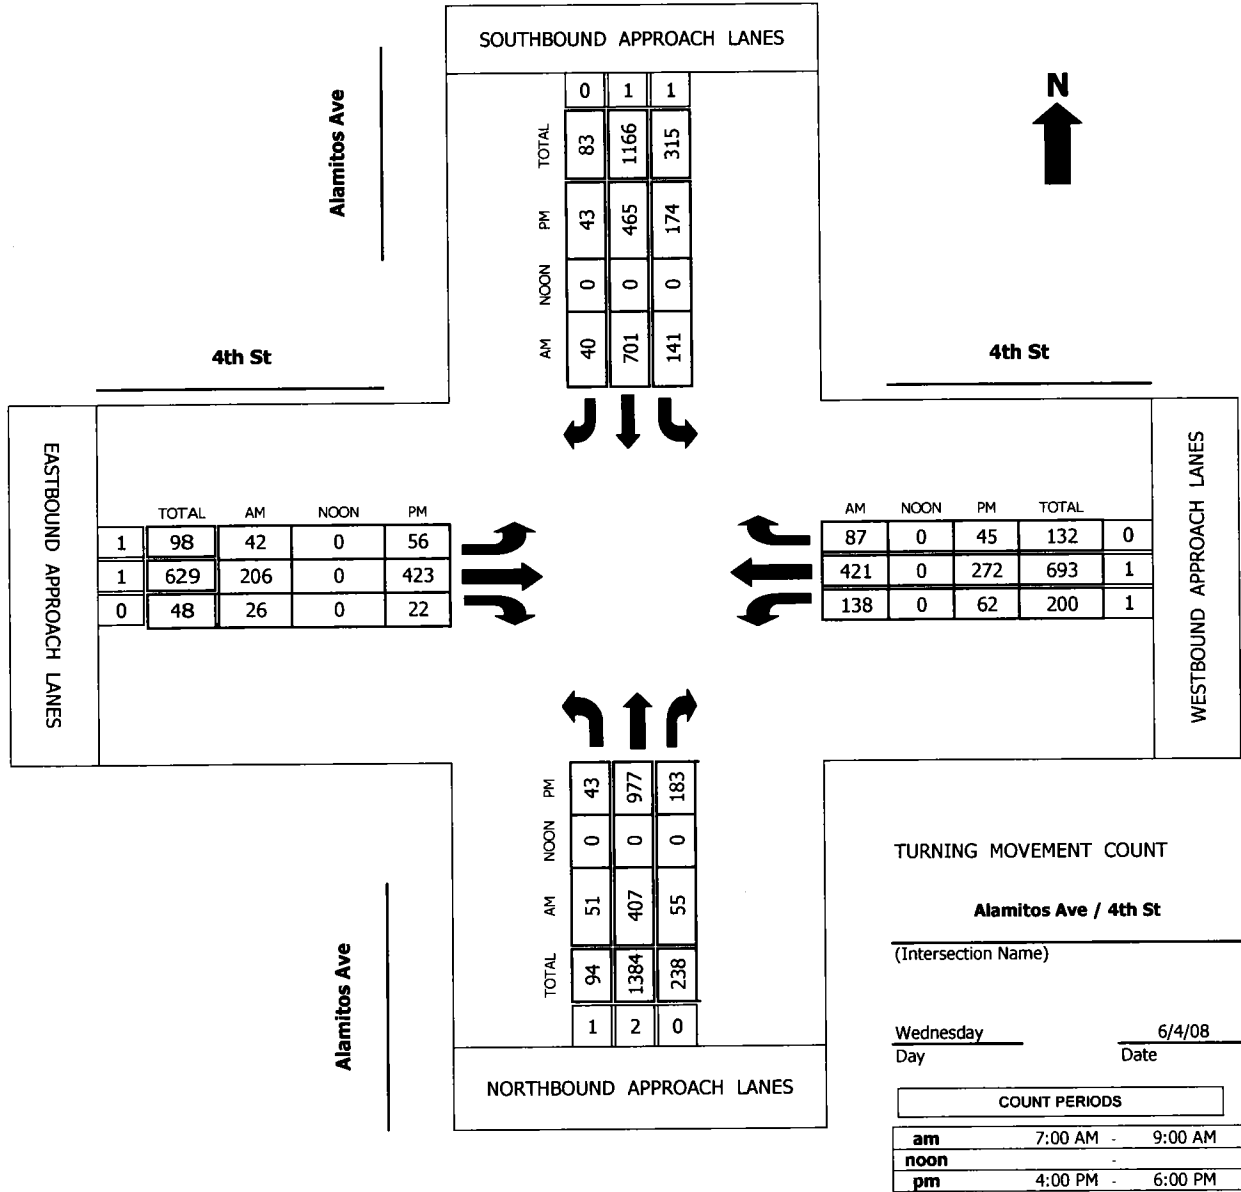 SOUTHBOUND APPROACH LANES
0 1 1
TOTAL 83 1166 315
PM 43 465 174
NOON 0 0 0
AM 40 701 141
Alamitos Ave
N
4th St
4th St
EASTBOUND APPROACH LANES
TOTAL AM NOON PM
1 98 42 0 56
1 629 206 0 423
0 48 26 0 22
AM NOON PM TOTAL
87 0 45 132 0
421 0 272 693 1
138 0 62 200 1
WESTBOUND APPROACH LANES
PM 43 977 183
NOON 0 0 0
AM 51 407 55
TOTAL 94 1384 238
1 2 0
NORTHBOUND APPROACH LANES
Alamitos Ave
TURNING MOVEMENT COUNT
Alamitos Ave / 4th St
(Intersection Name)
Wednesday 6/4/08
Day Date
COUNT PERIODS
am 7:00 AM - 9:00 AM
noon -
pm 4:00 PM - 6:00 PM